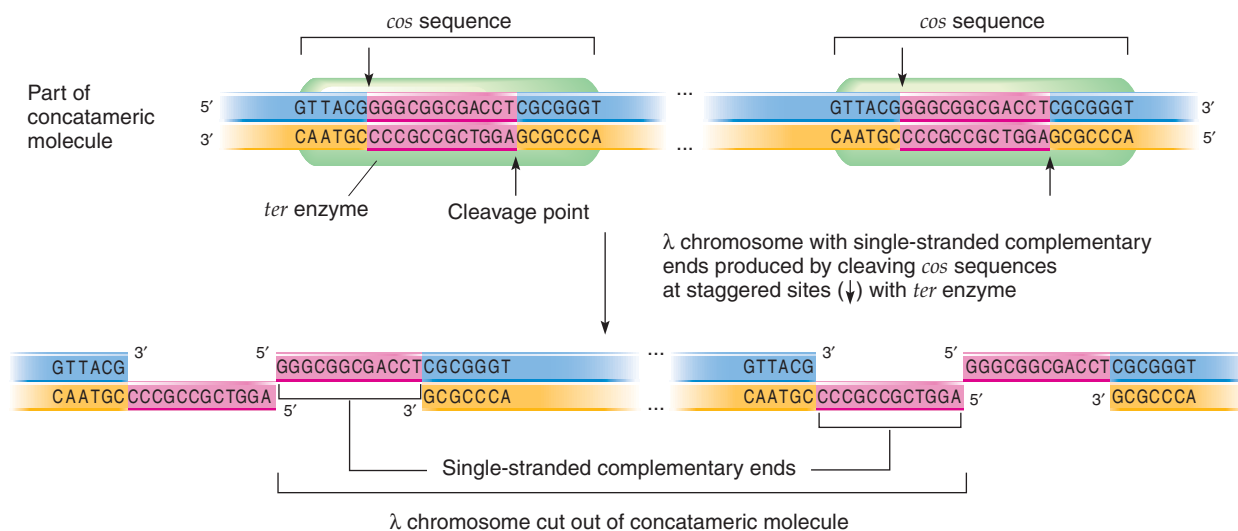 cos sequence
cos sequence
Part of
concatameric
molecule
5′ GTTACGGGGCGGCGACCTCGCGGGT ... GTTACGGGGCGGCGACCTCGCGGGT 3′
3′ CAATGCCCCGCCGCTGGAGCGCCCA ... CAATGCCCCGCCGCTGGAGCGCCCA 5′
ter enzyme
Cleavage point
λ chromosome with single-stranded complementary
ends produced by cleaving cos sequences
at staggered sites (↓) with ter enzyme
3′ 5′ ... 3′ 5′
GTTACG GGGCGGCGACCTCGCGGGT GTTACG GGGCGGCGACCTCGCGGGT
CAATGCCCCGCCGCTGGA 5′ 3′ GCGCCCA ... CAATGCCCCGCCGCTGGA 5′ 3′ GCGCCCA
Single-stranded complementary ends
λ chromosome cut out of concatameric molecule